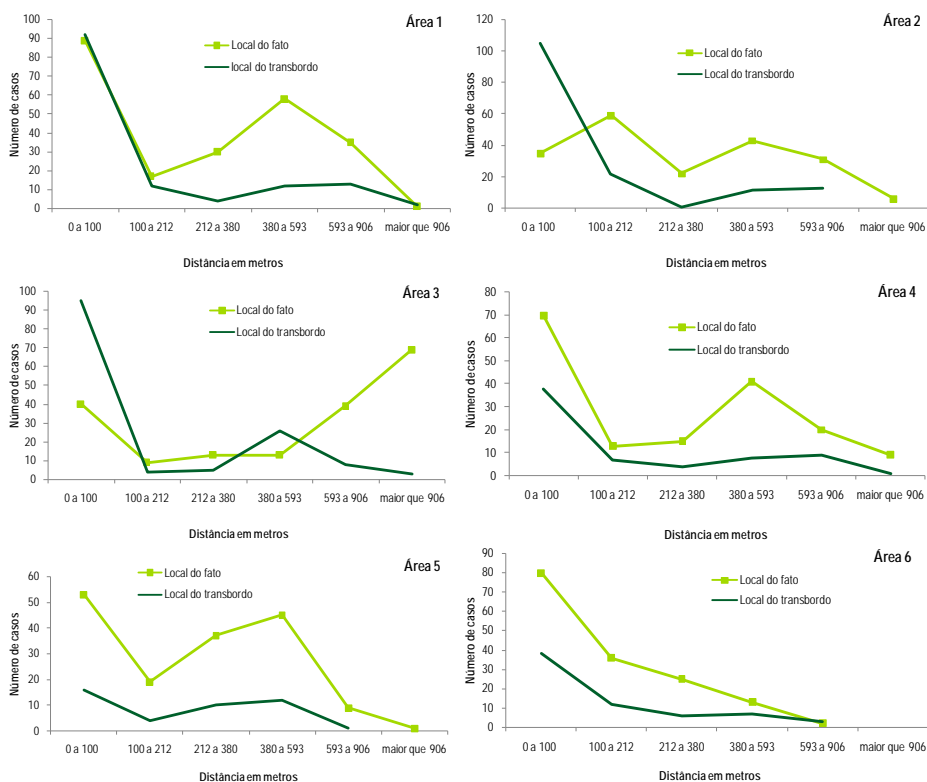 Área 1
Número de casos
100
90
80
70
60
50
40
30
20
10
0
Local do fato
local do transbordo
0 a 100 100 a 212 212 a 380 380 a 593 593 a 906 maior que 906
Distância em metros
Área 2
Número de casos
120
100
80
60
40
20
0
Local do fato
Local do transbordo
0 a 100 100 a 212 212 a 380 380 a 593 593 a 906 maior que 906
Distância em metros
Área 3
Número de casos
100
90
80
70
60
50
40
30
20
10
0
Local do fato
Local do transbordo
0 a 100 100 a 212 212 a 380 380 a 593 593 a 906 maior que 906
Distância em metros
Área 4
Número de casos
80
70
60
50
40
30
20
10
0
Local do fato
Local do transbordo
0 a 100 100 a 212 212 a 380 380 a 593 593 a 906 maior que 906
Distância em metros
Área 5
Número de casos
60
50
40
30
20
10
0
Local do fato
Local do transbordo
0 a 100 100 a 212 212 a 380 380 a 593 593 a 906 maior que 906
Distância em metros
Área 6
Número de casos
90
80
70
60
50
40
30
20
10
0
Local do fato
Local do transbordo
0 a 100 100 a 212 212 a 380 380 a 593 593 a 906 maior que 906
Distância em metros